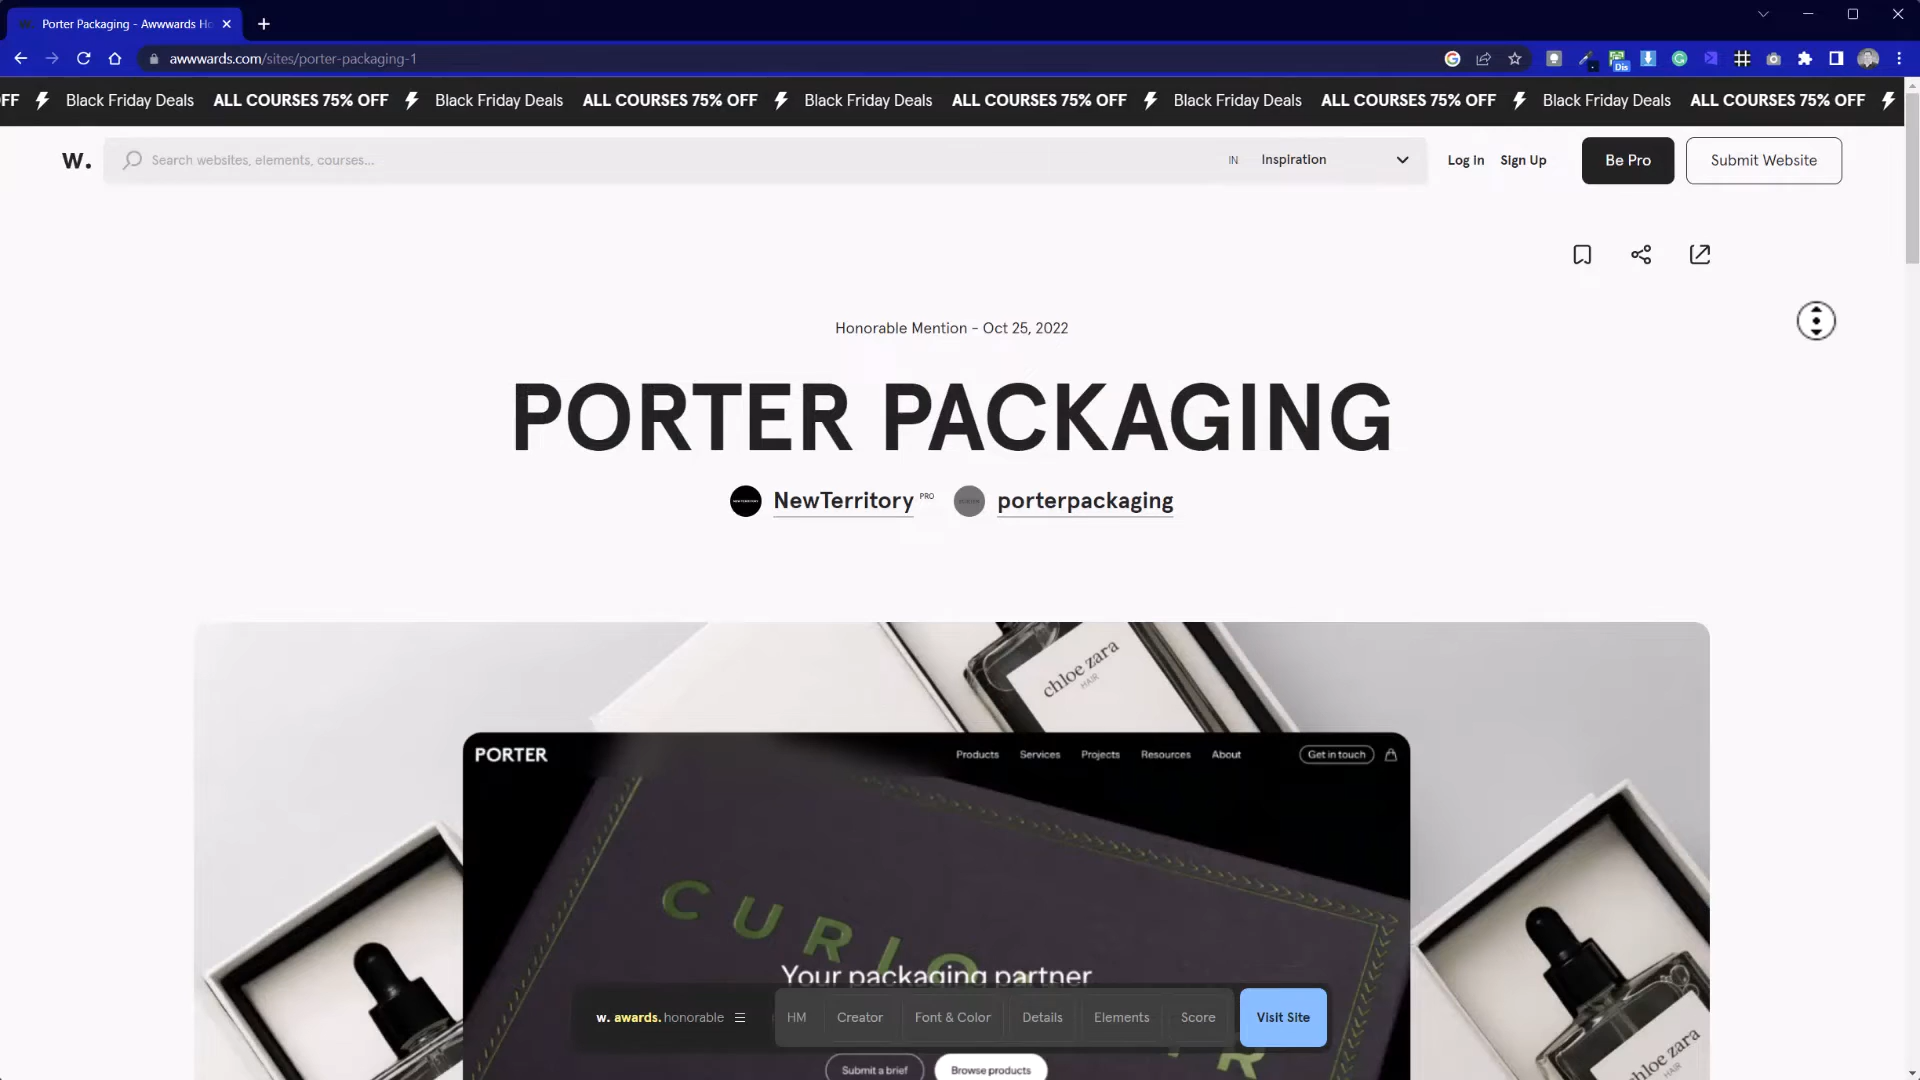 Porter Packaging - Awwwards Ho
awwwards.com/sites/porter-packaging-1
Dis
FF Black Friday Deals ALL COURSES 75% OFF Black Friday Deals ALL COURSES 75% OFF Black Friday Deals ALL COURSES 75% OFF Black Friday Deals ALL COURSES 75% OFF Black Friday Deals ALL COURSES 75% OFF
W. Search websites, elements, courses... IN Inspiration Log In Sign Up Be Pro Submit Website
Honorable Mention - Oct 25, 2022
PORTER PACKAGING
NewTerritory PRO porterpackaging
chloe zara
HAIR
PORTER Products Services Projects Resources About Get in touch
CURIO
Your packaging partner
w. awards. honorable HM Creator Font & Color Details Elements Score Visit Site
R
Submit a brief Browse products
chloe zara
HAIR